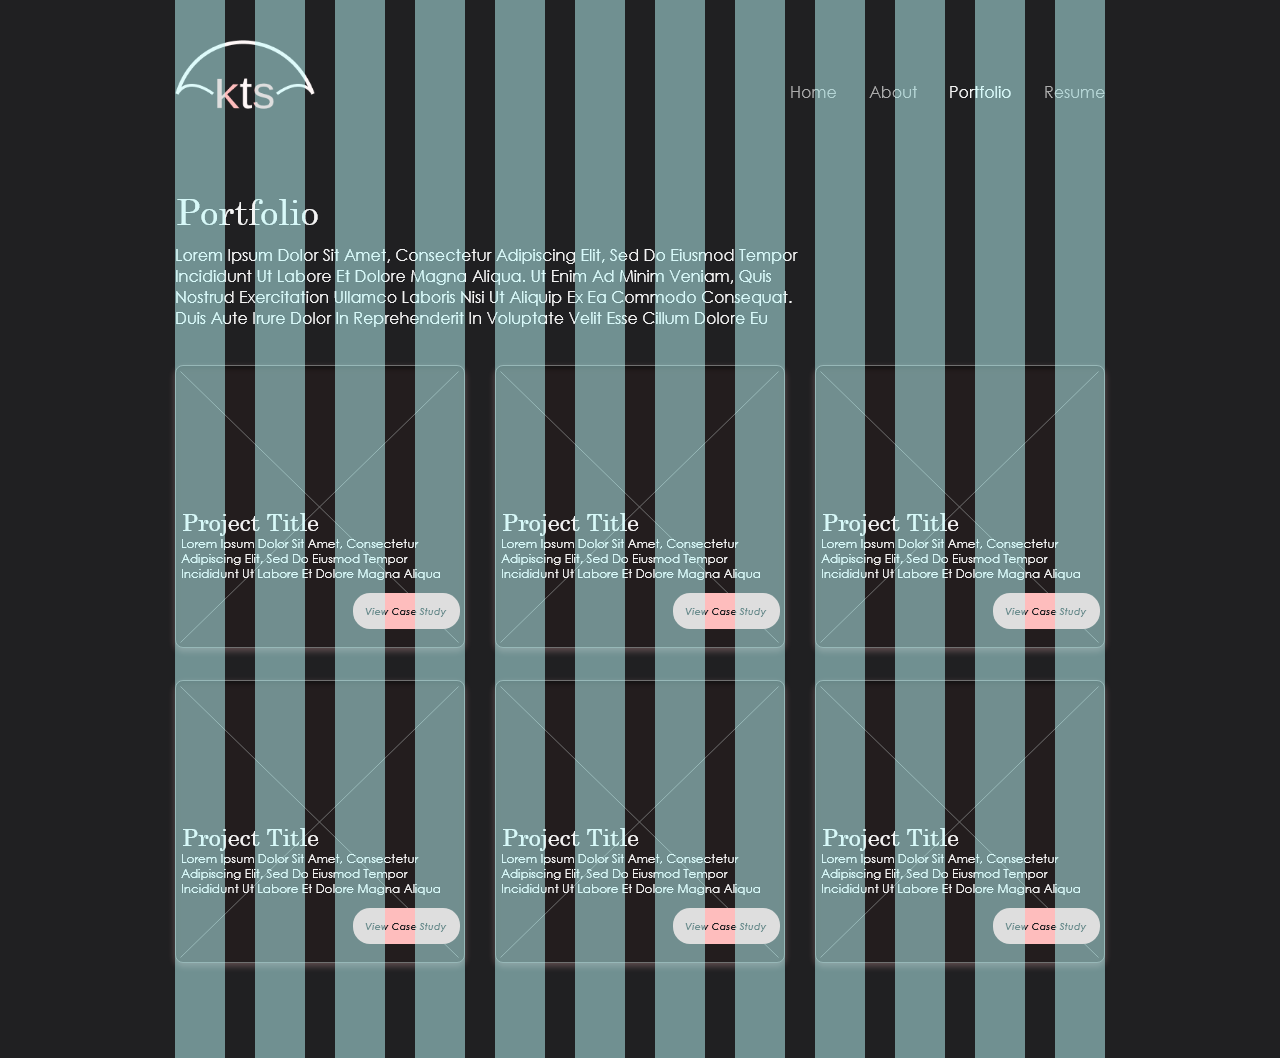 kts
Home About Portfolio Resume
Portfolio
Lorem Ipsum Dolor Sit Amet, Consectetur Adipiscing Elit, Sed Do Eiusmod Tempor
Incididunt Ut Labore Et Dolore Magna Aliqua. Ut Enim Ad Minim Veniam, Quis
Nostrud Exercitation Ullamco Laboris Nisi Ut Aliquip Ex Ea Commodo Consequat.
Duis Aute Irure Dolor In Reprehenderit In Voluptate Velit Esse Cillum Dolore Eu
Project Title
Lorem Ipsum Dolor Sit Amet, Consectetur
Adipiscing Elit, Sed Do Eiusmod Tempor
Incididunt Ut Labore Et Dolore Magna Aliqua
View Case Study
Project Title
Lorem Ipsum Dolor Sit Amet, Consectetur
Adipiscing Elit, Sed Do Eiusmod Tempor
Incididunt Ut Labore Et Dolore Magna Aliqua
View Case Study
Project Title
Lorem Ipsum Dolor Sit Amet, Consectetur
Adipiscing Elit, Sed Do Eiusmod Tempor
Incididunt Ut Labore Et Dolore Magna Aliqua
View Case Study
Project Title
Lorem Ipsum Dolor Sit Amet, Consectetur
Adipiscing Elit, Sed Do Eiusmod Tempor
Incididunt Ut Labore Et Dolore Magna Aliqua
View Case Study
Project Title
Lorem Ipsum Dolor Sit Amet, Consectetur
Adipiscing Elit, Sed Do Eiusmod Tempor
Incididunt Ut Labore Et Dolore Magna Aliqua
View Case Study
Project Title
Lorem Ipsum Dolor Sit Amet, Consectetur
Adipiscing Elit, Sed Do Eiusmod Tempor
Incididunt Ut Labore Et Dolore Magna Aliqua
View Case Study